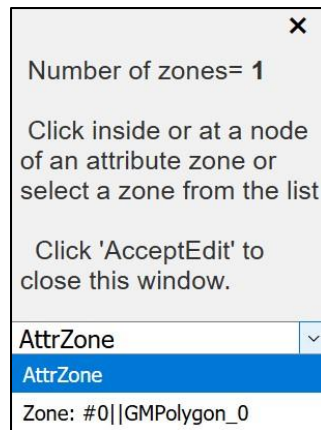 ×
Number of zones= 1
Click inside or at a node
of an attribute zone or
select a zone from the list
Click 'AcceptEdit' to
close this window.
AttrZone
AttrZone
Zone: #0||GMPolygon_0